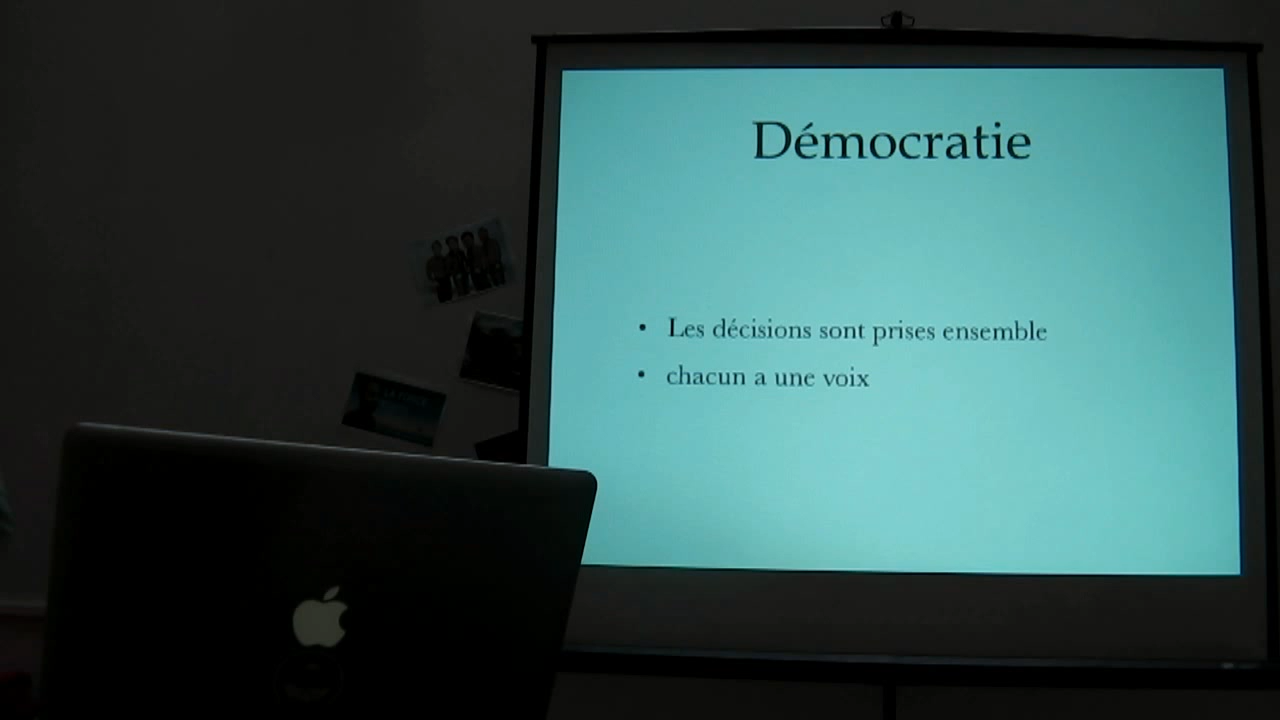 Démocratie
• Les décisions sont prises ensemble
• chacun a une voix